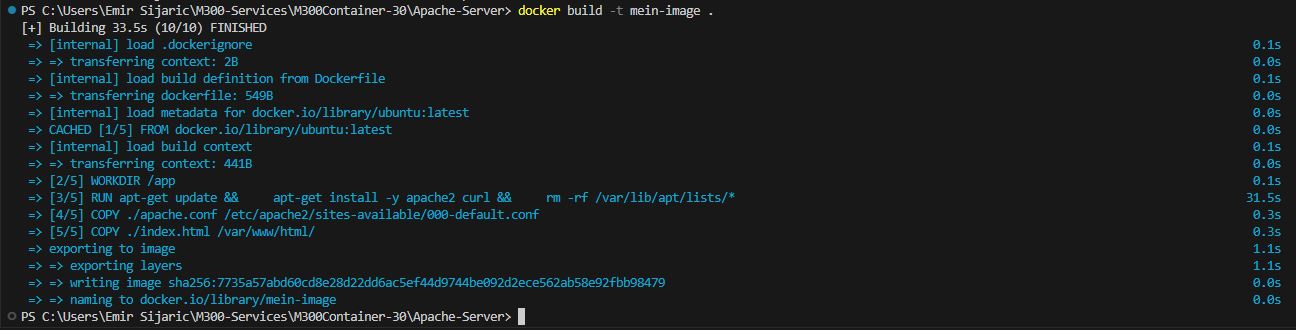 PS C:\Users\Emir Sijaric\M300-Services\M300Container-30\Apache-Server> docker build -t mein-image .
[+] Building 33.5s (10/10) FINISHED
=> [internal] load .dockerignore 0.1s
=> => transferring context: 2B 0.0s
=> [internal] load build definition from Dockerfile 0.1s
=> => transferring dockerfile: 549B 0.0s
=> [internal] load metadata for docker.io/library/ubuntu:latest 0.0s
=> CACHED [1/5] FROM docker.io/library/ubuntu:latest 0.0s
=> [internal] load build context 0.1s
=> => transferring context: 441B 0.0s
=> [2/5] WORKDIR /app 0.1s
=> [3/5] RUN apt-get update &&     apt-get install -y apache2 curl &&     rm -rf /var/lib/apt/lists/* 31.5s
=> [4/5] COPY ./apache.conf /etc/apache2/sites-available/000-default.conf 0.3s
=> [5/5] COPY ./index.html /var/www/html/ 0.3s
=> exporting to image 1.1s
=> => exporting layers 1.1s
=> => writing image sha256:7735a57abd60cd8e28d22dd6ac5ef44d9744be092d2ece562ab58e92fbb98479 0.0s
=> => naming to docker.io/library/mein-image 0.0s
PS C:\Users\Emir Sijaric\M300-Services\M300Container-30\Apache-Server>